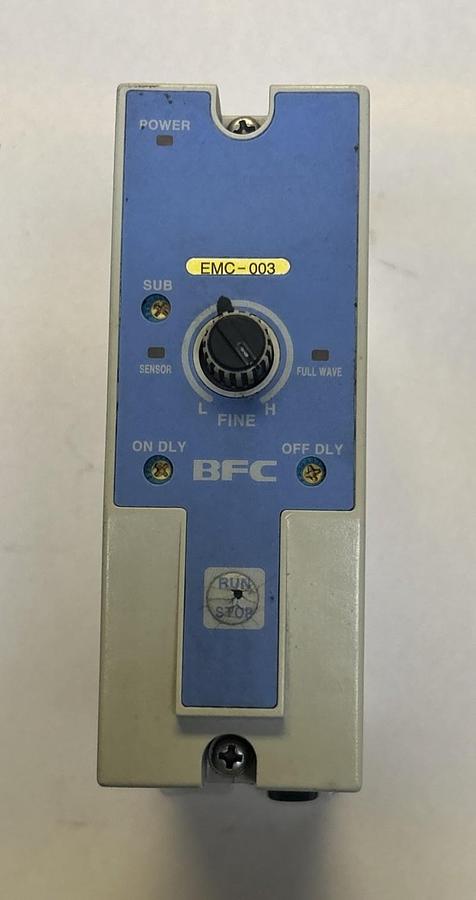 POWER
EMC-003
SUB
SENSOR
FULL WAVE
L H
FINE
ON DLY
BFC
OFF DLY
RUN
STOP